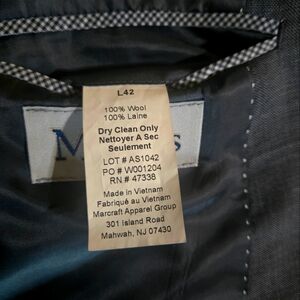 L42
100% Wool
100% Laine
Dry Clean Only
Nettoyer A Sec
Seulement
LOT # AS1042
PO # W001204
RN # 47338
Made in Vietnam
Fabriqué au Vietnam
Marcraft Apparel Group
301 Island Road
Mahwah, NJ 07430